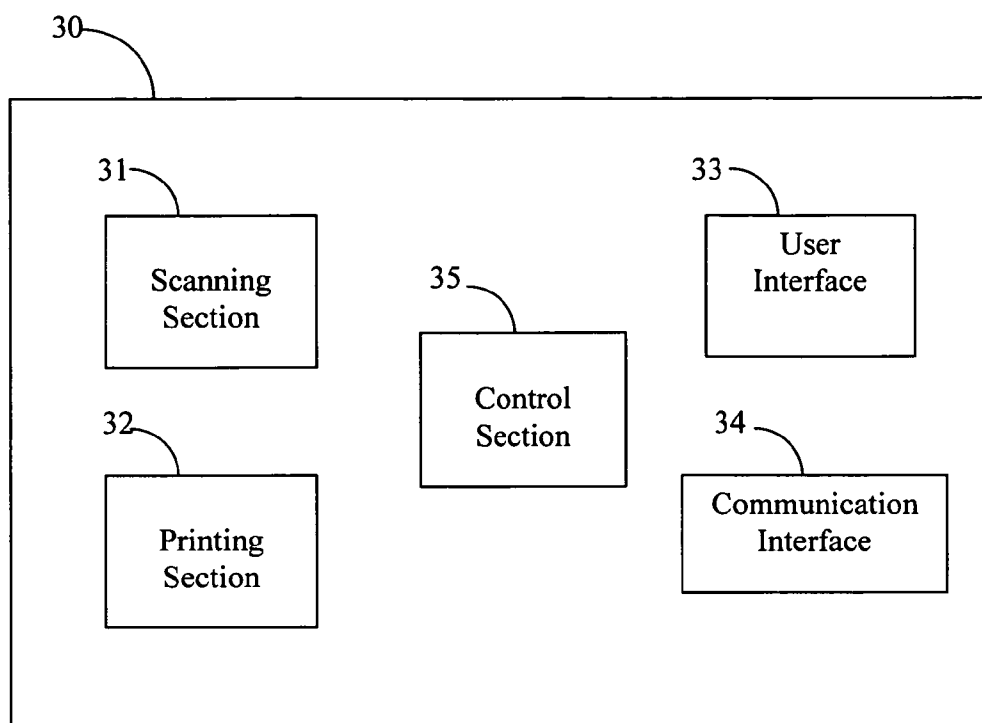 30
31
Scanning
Section
32
Printing
Section
35
Control
Section
33
User
Interface
34
Communication
Interface